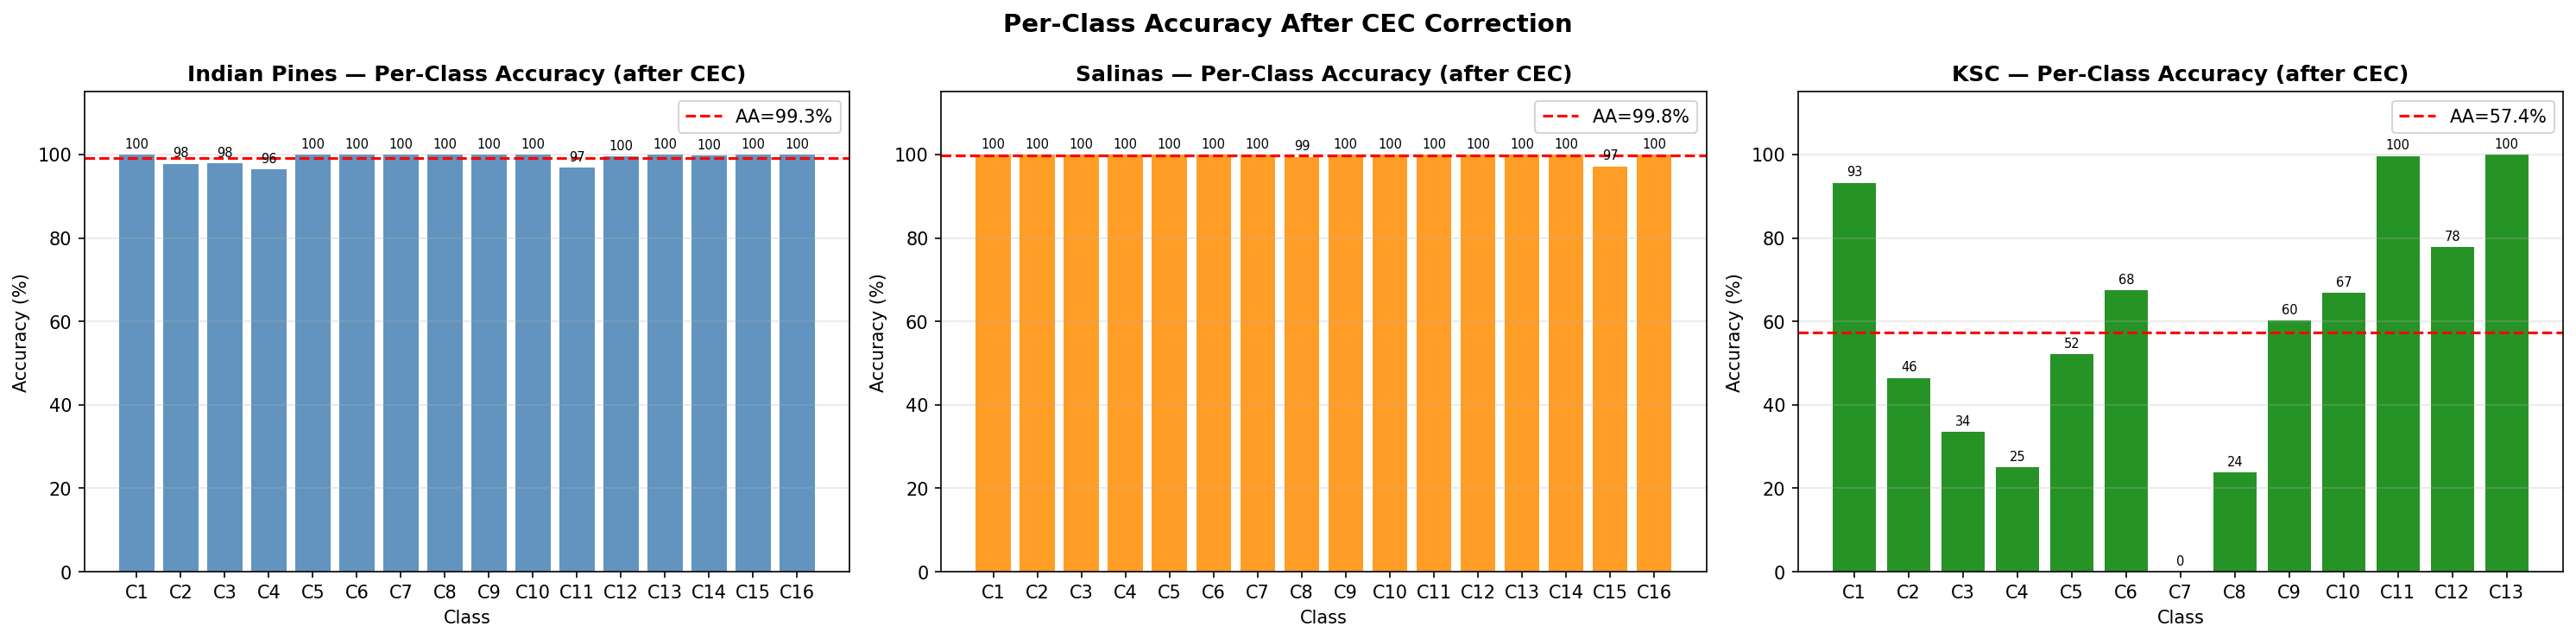 Per-Class Accuracy After CEC Correction
Indian Pines — Per-Class Accuracy (after CEC)
AA=99.3%
100 98 98 96 100 100 100 100 100 100 97 100 100 100 100 100
100
80
60
40
20
0
Accuracy (%)
C1 C2 C3 C4 C5 C6 C7 C8 C9 C10 C11 C12 C13 C14 C15 C16
Class
Salinas — Per-Class Accuracy (after CEC)
AA=99.8%
100 100 100 100 100 100 100 99 100 100 100 100 100 100 97 100
100
80
60
40
20
0
Accuracy (%)
C1 C2 C3 C4 C5 C6 C7 C8 C9 C10 C11 C12 C13 C14 C15 C16
Class
KSC — Per-Class Accuracy (after CEC)
AA=57.4%
93 46 34 25 52 68 0 24 60 67 100 78 100
100
80
60
40
20
0
Accuracy (%)
C1 C2 C3 C4 C5 C6 C7 C8 C9 C10 C11 C12 C13
Class